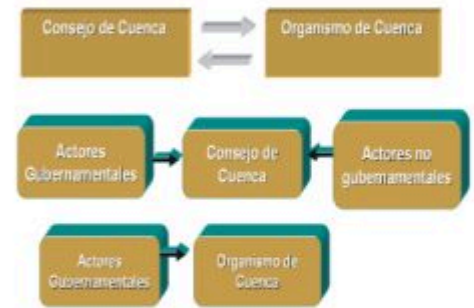 Consejo de Cuenca
Organismo de Cuenca
Actores
Gubernamentales
Consejo de
Cuenca
Actores no
gubernamentales
Actores
Gubernamentales
Organismo de
Cuenca